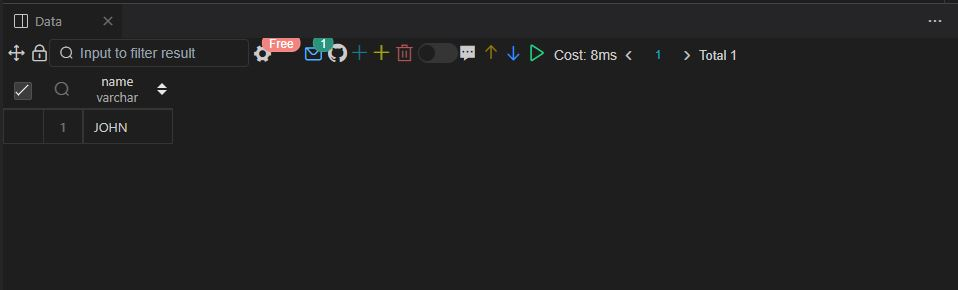 Data
Input to filter result Free 1 Cost: 8ms 1 Total 1
name
varchar
1 JOHN